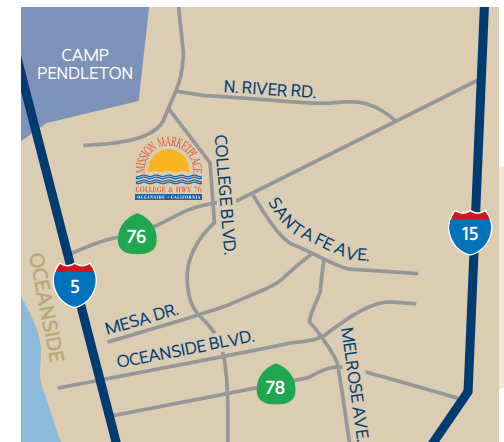 CAMP
PENDLETON
N. RIVER RD.
MISSION MARKETPLACE
COLLEGE & HWY 76
OCEANSIDE • CALIFORNIA
COLLEGE BLVD.
SANTA FE AVE.
76
15
5
OCEANSIDE
MESA DR.
OCEANSIDE BLVD.
MELROSE AVE.
78